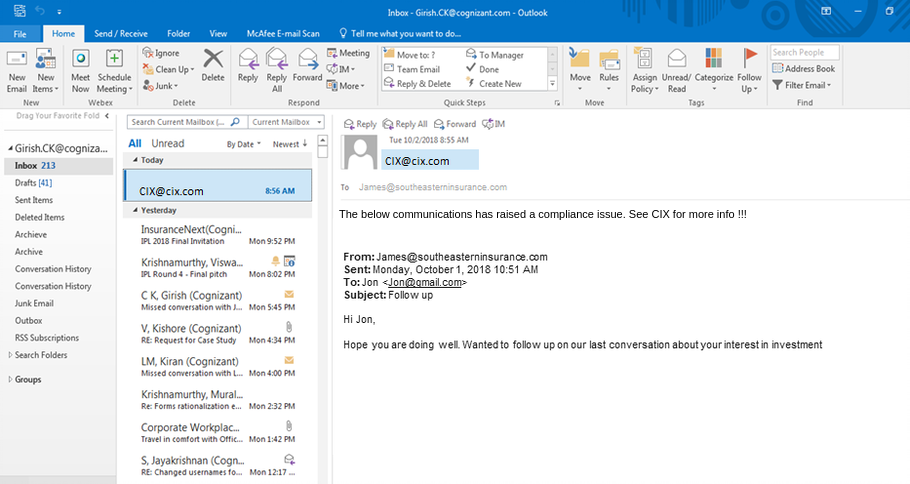 Inbox - Girish.CK@cognizant.com - Outlook
File Home Send / Receive Folder View McAfee E-mail Scan Tell me what you want to do...
New Email
New Items
New
Meet Now
Schedule Meeting
Webex
Ignore
Clean Up
Junk
Delete
Delete
Reply
Reply All
Forward
Meeting
IM
More
Respond
Move to: ?
Team Email
Reply & Delete
To Manager
Done
Create New
Quick Steps
Move
Rules
Move
Assign Policy
Unread/ Read
Categorize
Follow Up
Tags
Search People
Address Book
Filter Email
Find
Drag Your Favorite Fold
Girish.CK@cogniza...
Inbox 213
Drafts [41]
Sent Items
Deleted Items
Archieve
Archive
Conversation History
Conversation History
Junk Email
Outbox
RSS Subscriptions
Search Folders
Groups
Search Current Mailbox (...
Current Mailbox
All Unread By Date Newest
Today
CIX@cix.com
8:56 AM
Yesterday
InsuranceNext(Cogni...
IPL 2018 Final Invitation Mon 9:52 PM
Krishnamurthy, Viswa...
IPL Round 4 - Final pitch Mon 8:02 PM
C K, Girish (Cognizant)
Missed conversation with J... Mon 5:45 PM
V, Kishore (Cognizant)
RE: Request for Case Study Mon 4:34 PM
LM, Kiran (Cognizant)
Missed conversation with L... Mon 4:00 PM
Krishnamurthy, Mural...
Re: Forms rationalization e... Mon 2:32 PM
Corporate Workplac...
Travel in comfort with Offic... Mon 1:42 PM
S, Jayakrishnan (Cogn...
RE: Changed usernames fo... Mon 12:17 ...
Reply Reply All Forward IM
Tue 10/2/2018 8:55 AM
CIX@cix.com
To James@southeasterninsurance.com
The below communications has raised a compliance issue. See CIX for more info !!!
From: James@southeasterninsurance.com
Sent: Monday, October 1, 2018 10:51 AM
To: Jon <Jon@gmail.com>
Subject: Follow up
Hi Jon,
Hope you are doing well. Wanted to follow up on our last conversation about your interest in investment